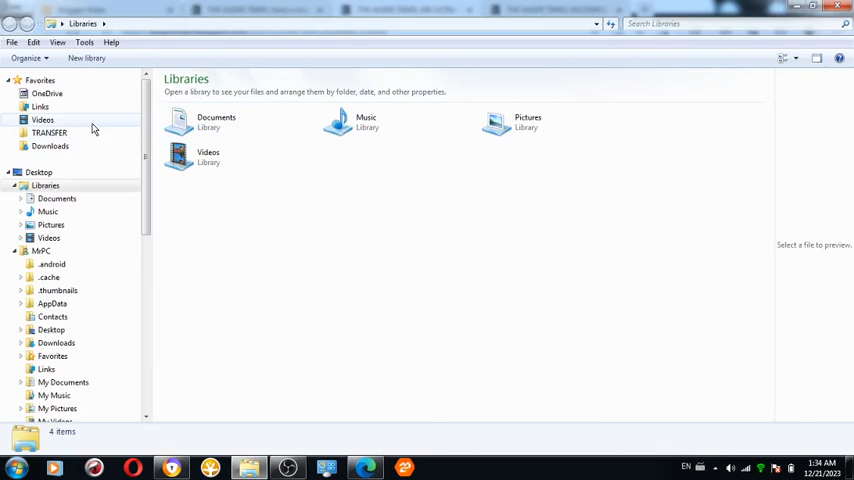 Libraries
Search Libraries
File Edit View Tools Help
Organize New library
Favorites
OneDrive
Links
Videos
TRANSFER
Downloads
Desktop
Libraries
Documents
Music
Pictures
Videos
MrPC
.android
.cache
.thumbnails
AppData
Contacts
Desktop
Downloads
Favorites
Links
My Documents
My Music
My Pictures
My Videos
Libraries
Open a library to see your files and arrange them by folder, date, and other properties.
Documents
Library
Music
Library
Pictures
Library
Videos
Library
Select a file to preview.
4 items
EN
1:34 AM
12/21/2023